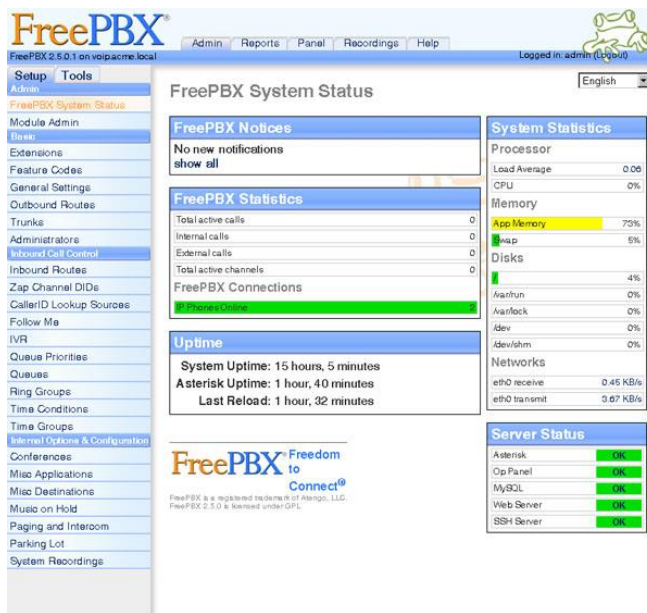 FreePBX®
Admin Reports Panel Recordings Help
FreePBX 2.5.0.1 on voip.acme.local
Logged in: admin (Logout)
English
Setup Tools
Admin
FreePBX System Status
Module Admin
Basic
Extensions
Feature Codes
General Settings
Outbound Routes
Trunks
Administrators
Inbound Call Control
Inbound Routes
Zap Channel DIDs
CallerID Lookup Sources
Follow Me
IVR
Queue Priorities
Queues
Ring Groups
Time Conditions
Time Groups
Internal Options & Configuration
Conferences
Misc Applications
Misc Destinations
Music on Hold
Paging and Intercom
Parking Lot
System Recordings
FreePBX System Status
FreePBX Notices
No new notifications
show all
FreePBX Statistics
Total active calls 0
Internal calls 0
External calls 0
Total active channels 0
FreePBX Connections
IP Phones Online 2
Uptime
System Uptime: 15 hours, 5 minutes
Asterisk Uptime: 1 hour, 40 minutes
Last Reload: 1 hour, 32 minutes
FreePBX® Freedom
to
Connect®
FreePBX is a registered trademark of Atengo, LLC.
FreePBX 2.5.0 is licensed under GPL
System Statistics
Processor
Load Average 0.06
CPU 0%
Memory
App Memory 73%
Swap 5%
Disks
/ 4%
/var/run 0%
/var/lock 0%
/dev 0%
/dev/shm 0%
Networks
eth0 receive 0.45 KB/s
eth0 transmit 3.67 KB/s
Server Status
Asterisk OK
Op Panel OK
MySQL OK
Web Server OK
SSH Server OK